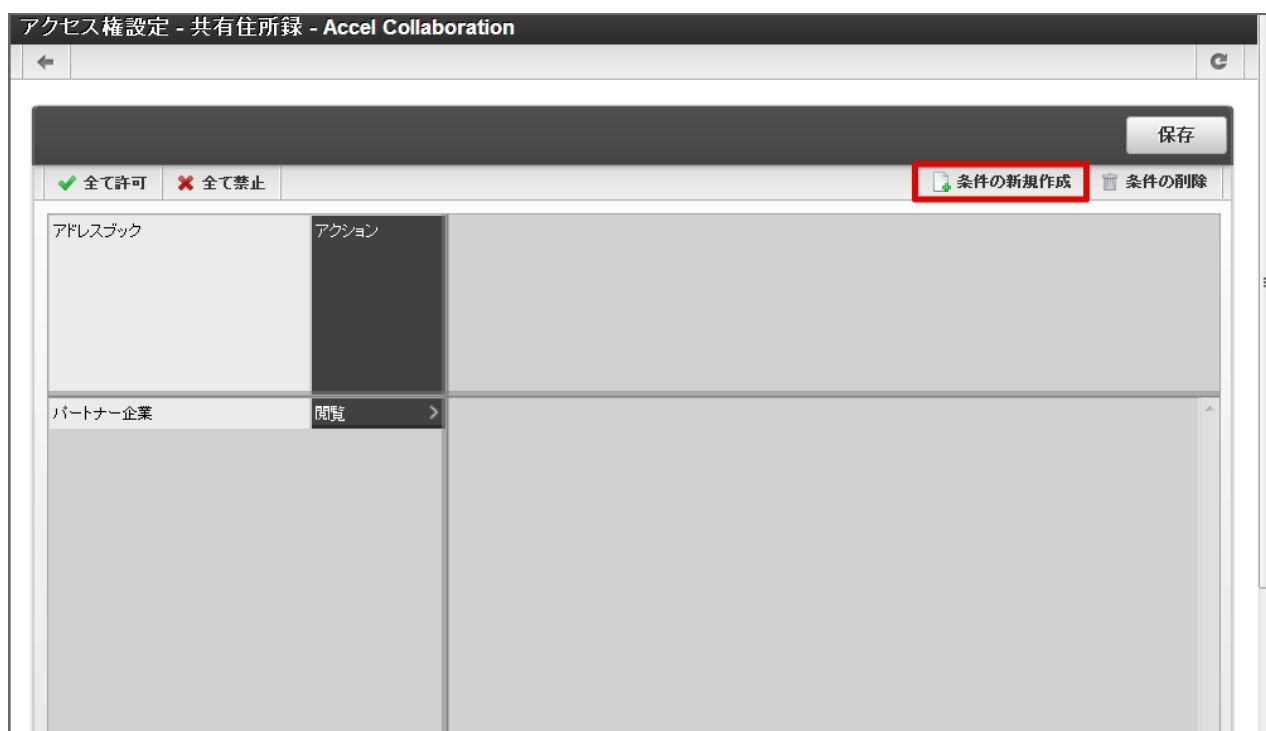 アクセス権設定 - 共有住所録 - Accel Collaboration
保存
全て許可 全て禁止 条件の新規作成 条件の削除
アドレスブック アクション
パートナー企業 閲覧